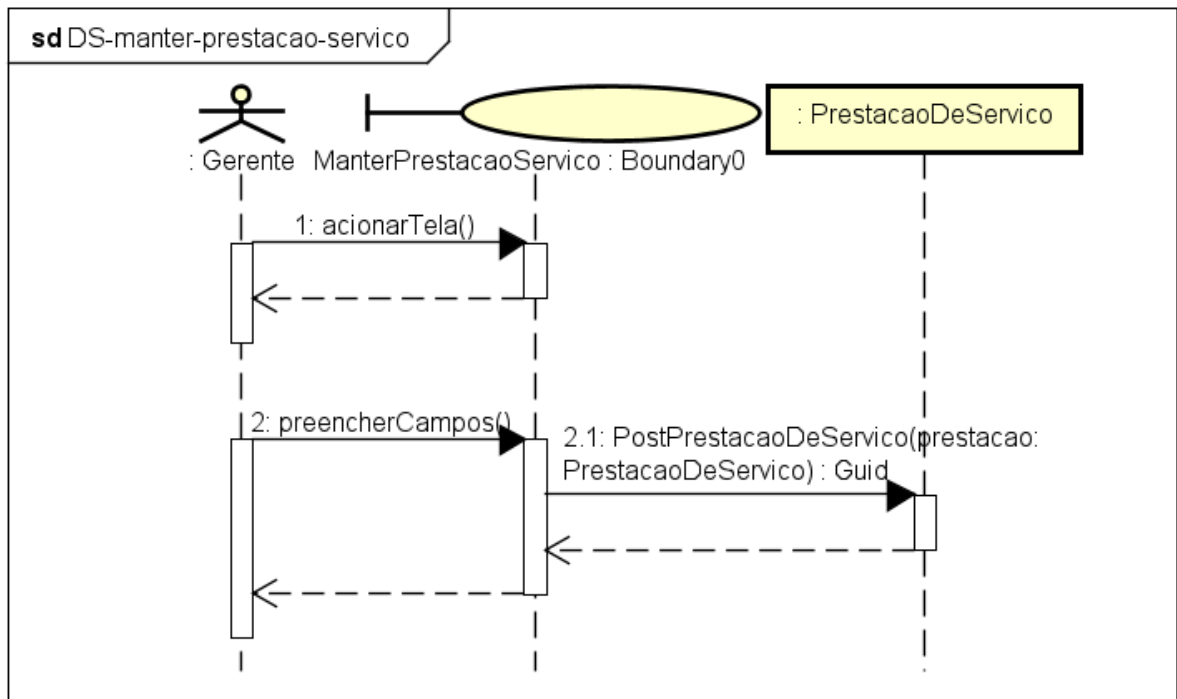 sd DS-manter-prestacao-servico
: PrestacaoDeServico
: Gerente
ManterPrestacaoServico : Boundary0
1: acionarTela()
2: preencherCampos()
2.1: PostPrestacaoDeServico(prestacao:
PrestacaoDeServico) : Guid